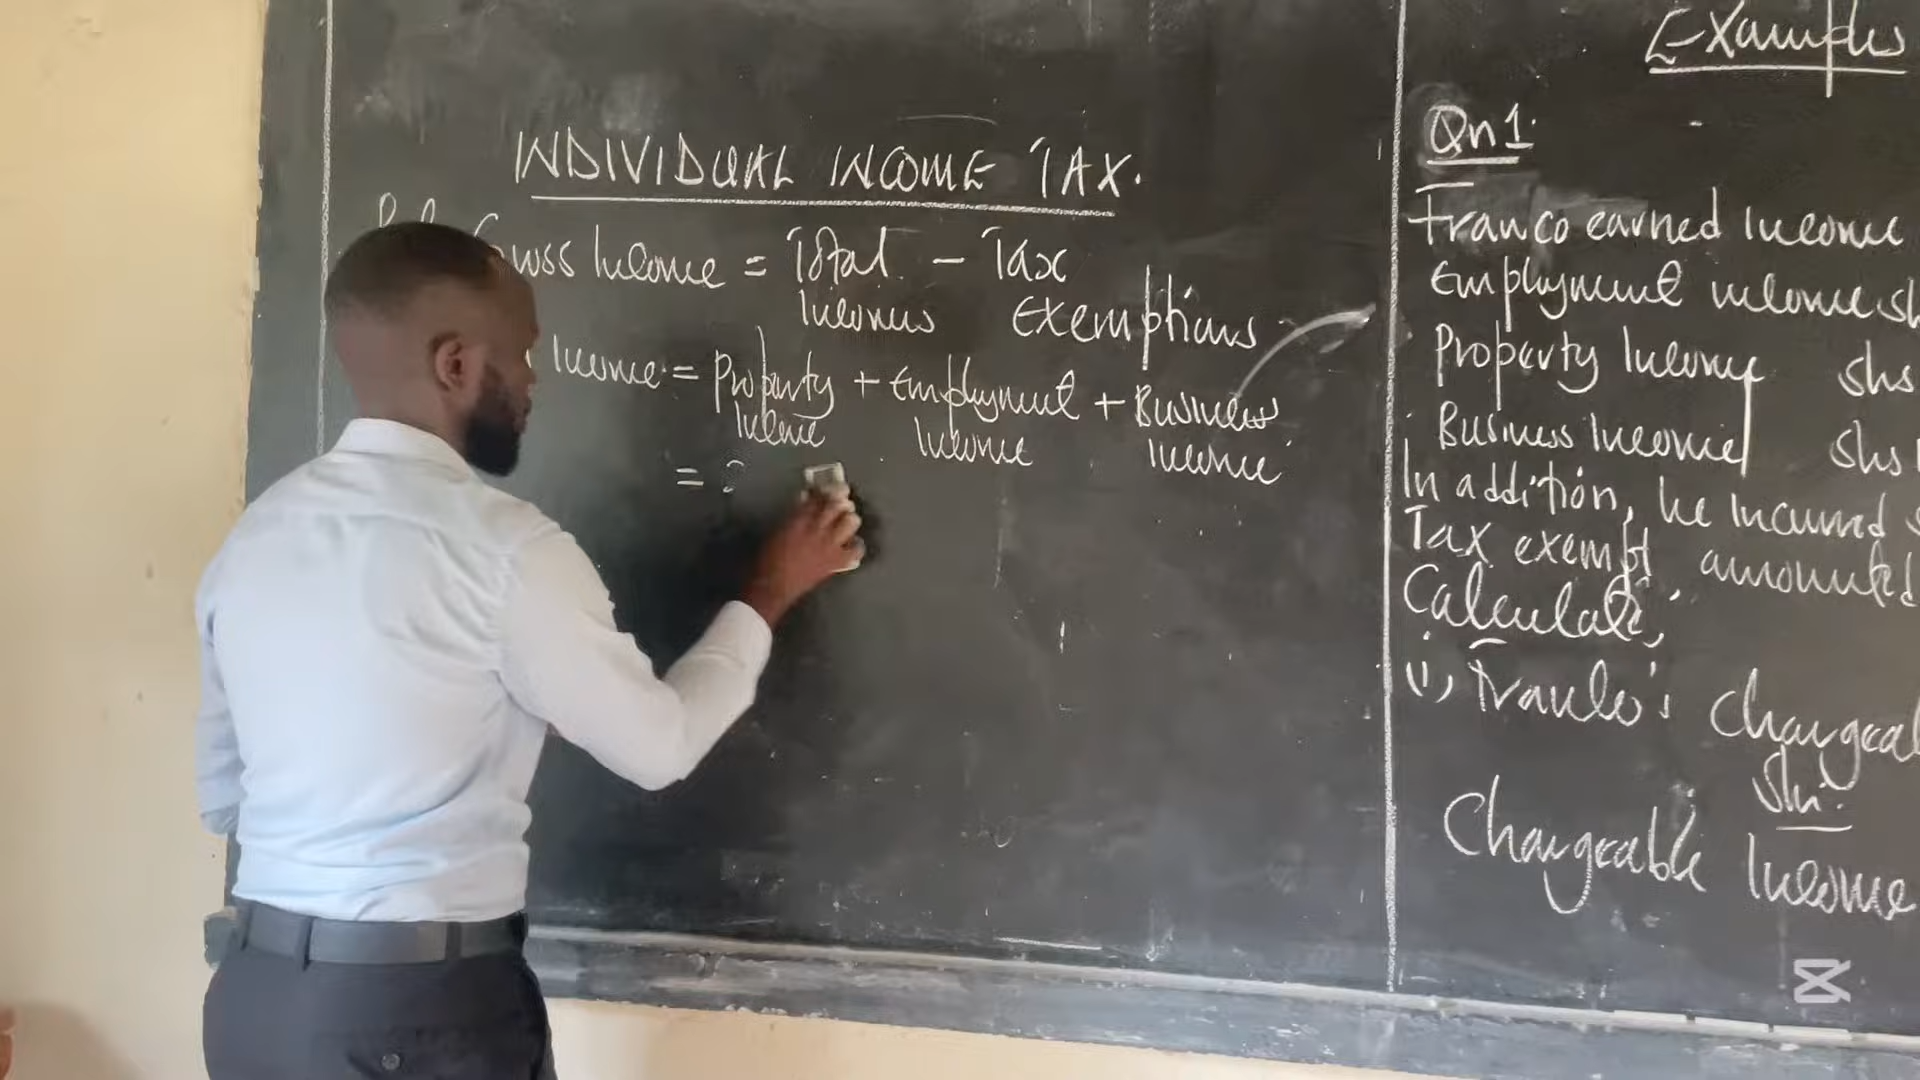 INDIVIDUAL INCOME TAX.
Gross Income = Total - Tax
Incomes Exemptions
Income = Property + Employment + Business
Income Income Income
=
Examples
Qn1.
Franco earned Income
Employment income sh
Property Income shs
Business Income shs
In addition, he Incurred
Tax exempt amounted
Calculate;
i) Franco's Chargeab
Shs.
Chargeable Income